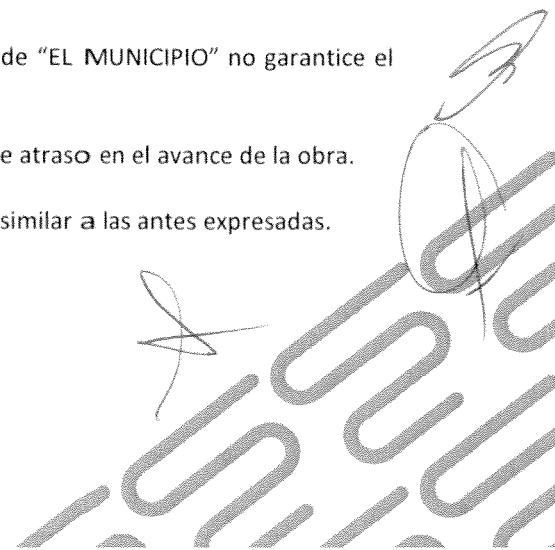 de “EL MUNICIPIO” no garantice el
e atraso en el avance de la obra.
similar a las antes expresadas.